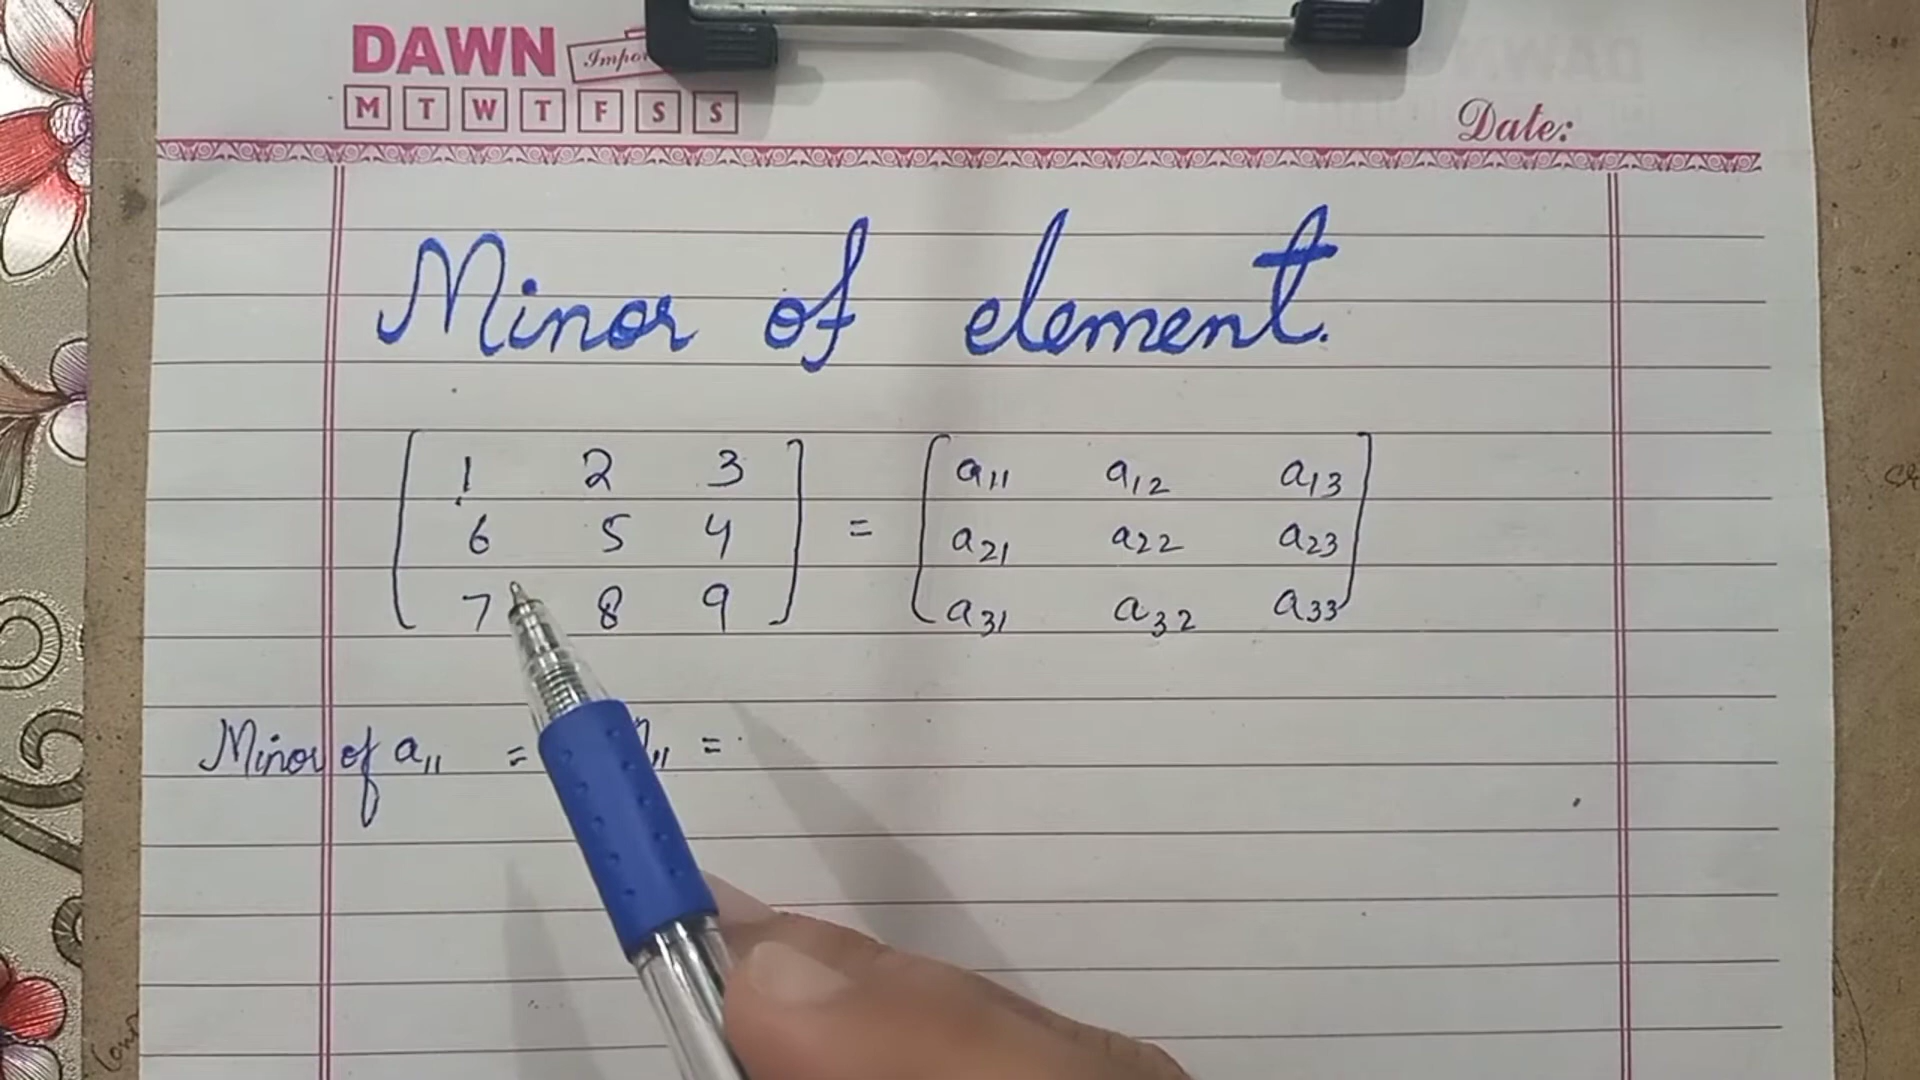 DAWN
M T W T F S S
Date:
Minor of element.
1 2 3 = a11 a12 a13
6 5 4 a21 a22 a23
7 8 9 a31 a32 a33
Minor of a11 = 11 =